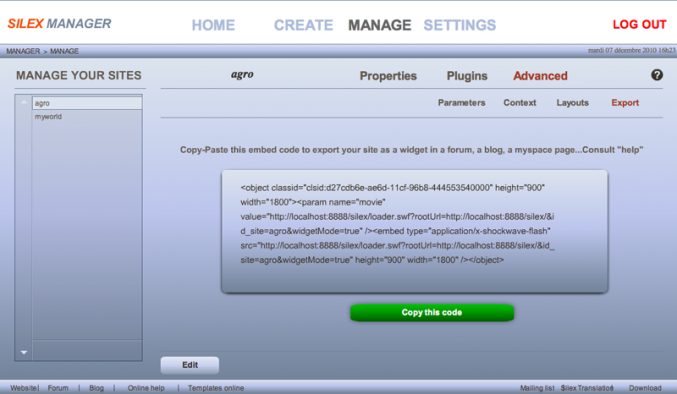 SILEX MANAGER
HOME CREATE MANAGE SETTINGS
LOG OUT
MANAGER > MANAGE
mardi 07 décembre 2010 16h23
MANAGE YOUR SITES
agro
Properties Plugins Advanced
?
Parameters Context Layouts Export
agro
myworld
Copy-Paste this embed code to export your site as a widget in a forum, a blog, a myspace page...Consult "help"
<object classid="clsid:d27cdb6e-ae6d-11cf-96b8-444553540000" height="900"
width="1800"><param name="movie"
value="http://localhost:8888/silex/loader.swf?rootUrl=http://localhost:8888/silex/&i
d_site=agro&widgetMode=true" /><embed type="application/x-shockwave-flash"
src="http://localhost:8888/silex/loader.swf?rootUrl=http://localhost:8888/silex/&id_
site=agro&widgetMode=true" height="900" width="1800" /></object>
Copy this code
Edit
Website| Forum | Blog | Online help | Templates online
Mailing list Silex Translation Download